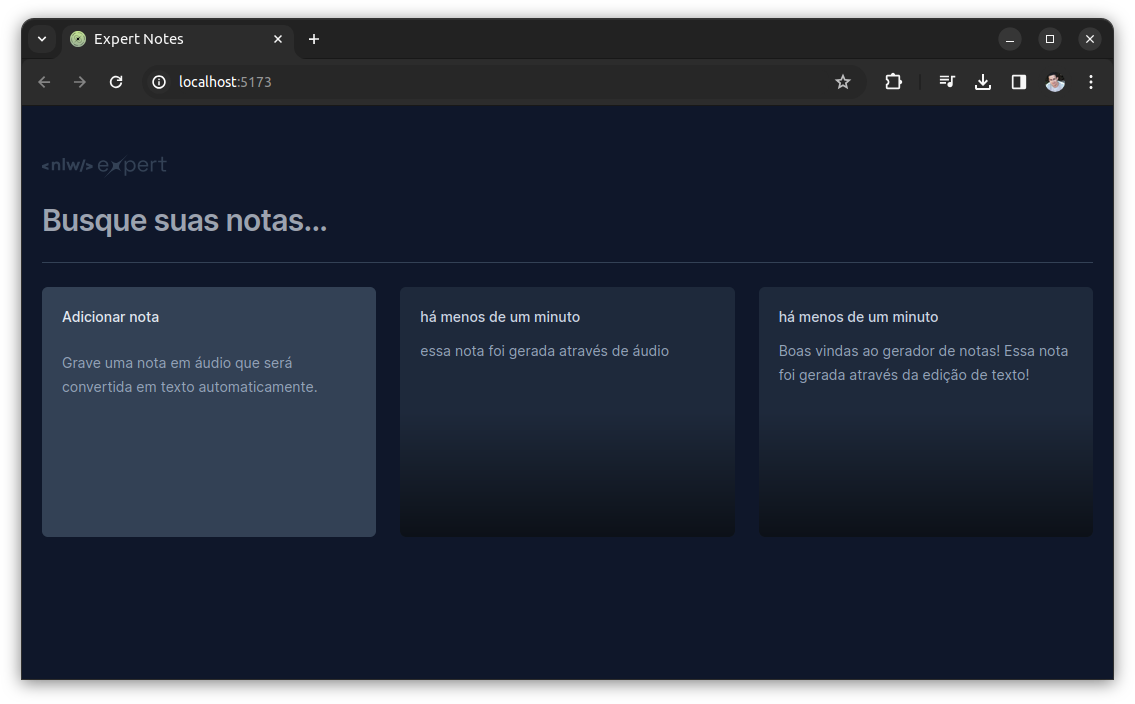 Expert Notes
localhost:5173
<nlw/> expert
Busque suas notas...
Adicionar nota
Grave uma nota em áudio que será
convertida em texto automaticamente.
há menos de um minuto
essa nota foi gerada através de áudio
há menos de um minuto
Boas vindas ao gerador de notas! Essa nota
foi gerada através da edição de texto!